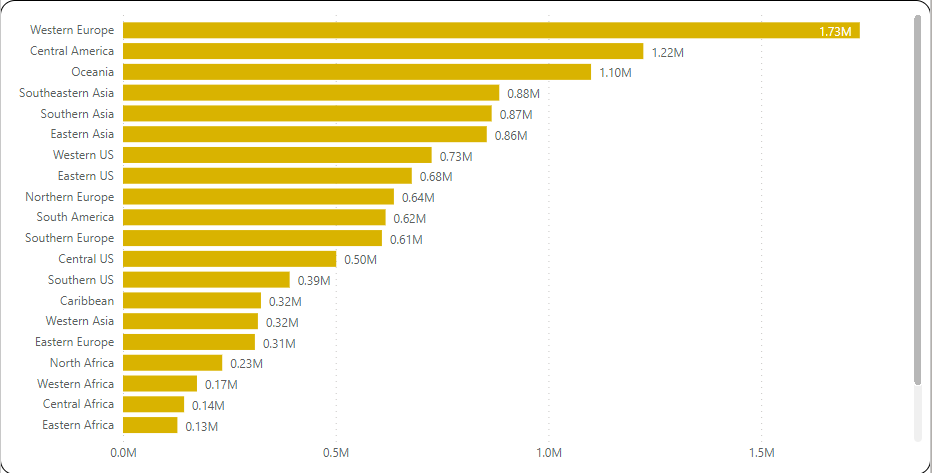 Western Europe 1.73M
Central America 1.22M
Oceania 1.10M
Southeastern Asia 0.88M
Southern Asia 0.87M
Eastern Asia 0.86M
Western US 0.73M
Eastern US 0.68M
Northern Europe 0.64M
South America 0.62M
Southern Europe 0.61M
Central US 0.50M
Southern US 0.39M
Caribbean 0.32M
Western Asia 0.32M
Eastern Europe 0.31M
North Africa 0.23M
Western Africa 0.17M
Central Africa 0.14M
Eastern Africa 0.13M
0.0M 0.5M 1.0M 1.5M